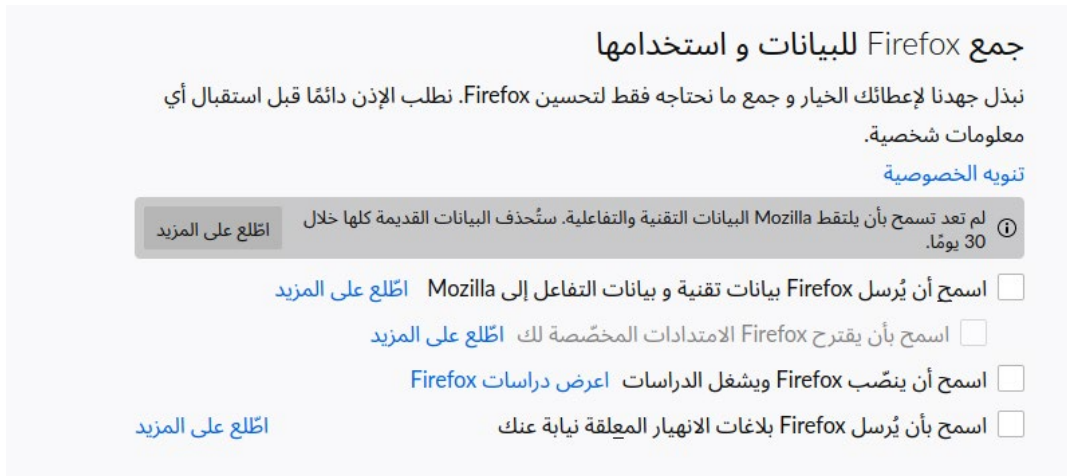 جمع Firefox للبيانات و استخدامها
نبذل جهدنا لإعطائك الخيار و جمع ما نحتاجه فقط لتحسين Firefox. نطلب الإذن دائمًا قبل استقبال أي
معلومات شخصية.
تنويه الخصوصية
لم تعد تسمح بأن يلتقط Mozilla البيانات التقنية والتفاعلية. ستُحذف البيانات القديمة كلها خلال
30 يومًا.
اطّلع على المزيد
اسمح أن يُرسل Firefox بيانات تقنية و بيانات التفاعل إلى Mozilla اطّلع على المزيد
اسمح بأن يقترح Firefox الامتدادات المخصّصة لك اطّلع على المزيد
اسمح أن ينصّب Firefox ويشغل الدراسات اعرض دراسات Firefox
اسمح بأن يُرسل Firefox بلاغات الانهيار المعلقة نيابة عنك اطّلع على المزيد